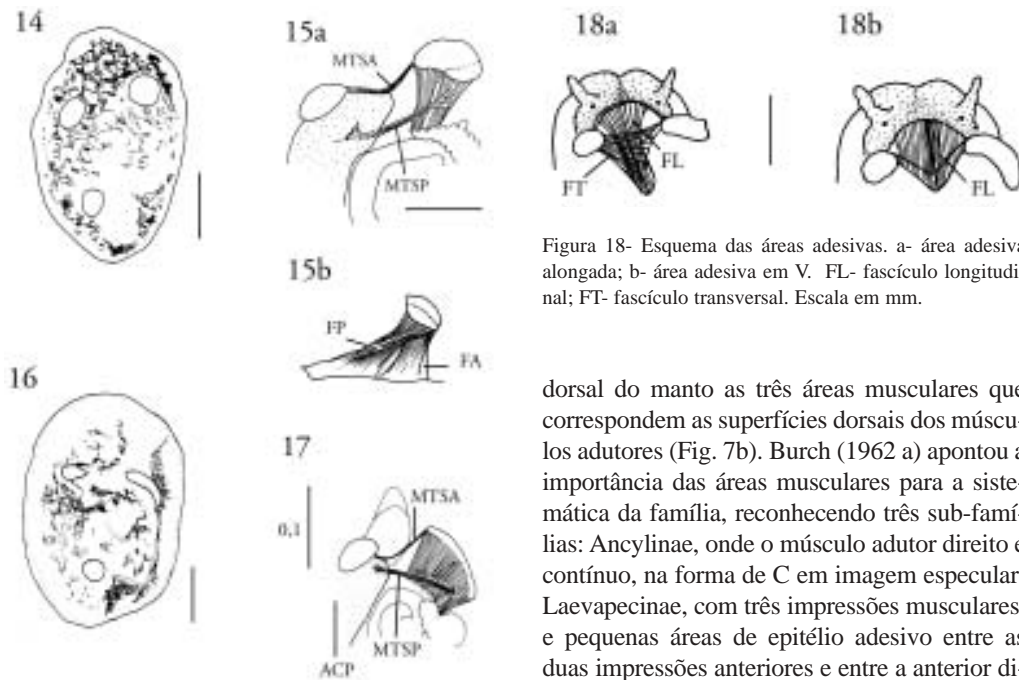 14
15a
MTSA
MTSP
15b
FP
FA
16
17
MTSA
0,1
MTSP
ACP
18a
FL
FT
18b
FL
Figura 18- Esquema das áreas adesivas. a- área adesiva
alongada; b- área adesiva em V. FL- fascículo longitudi-
nal; FT- fascículo transversal. Escala em mm.
dorsal do manto as três áreas musculares que
correspondem as superfícies dorsais dos múscu-
los adutores (Fig. 7b). Burch (1962 a) apontou a
importância das áreas musculares para a siste-
mática da família, reconhecendo três sub-famí-
lias: Ancylinae, onde o músculo adutor direito é
contínuo, na forma de C em imagem especular
Laevapecinae, com três impressões musculares
e pequenas áreas de epitélio adesivo entre as
duas impressões anteriores e entre a anterior di-